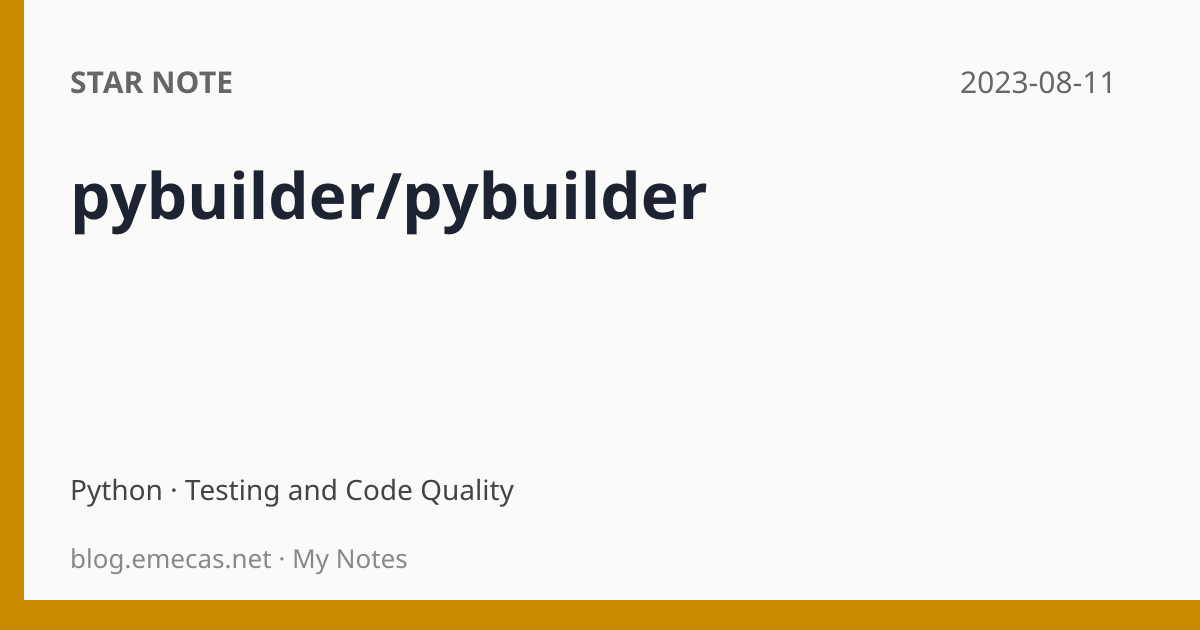 STAR NOTE
2023-08-11
pybuilder/pybuilder
Python · Testing and Code Quality
blog.emecas.net · My Notes